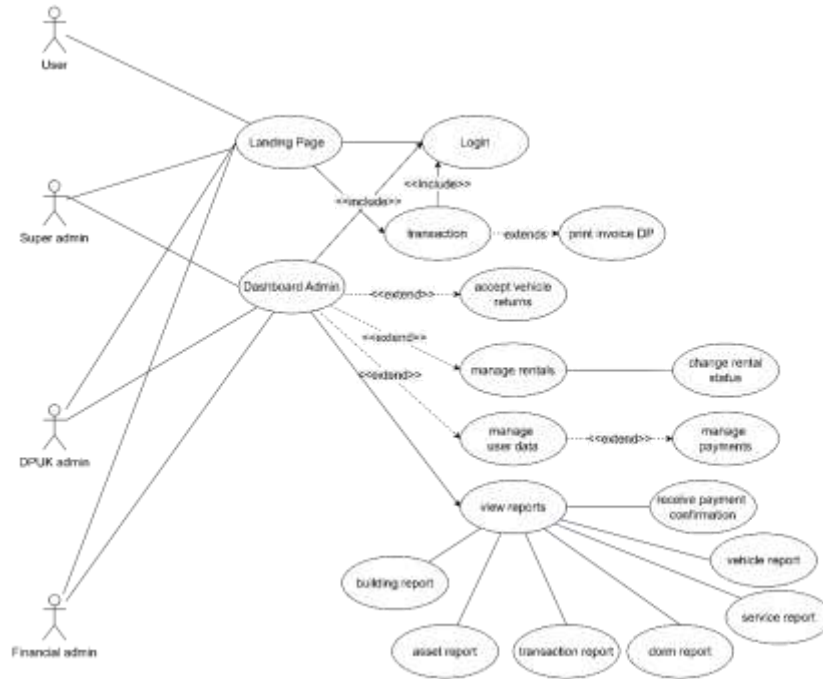 User
Landing Page
Login
<<include>>
<<Include>>
Super admin
transaction
extends
print invoice DP
Dashboard Admin
<<extend>>
accept vehicle
returns
<<extend>>
manage rentals
change rental
status
<<extend>>
DPUK admin
manage
user data
<<extend>>
manage
payments
view reports
receive payment
confirmation
vehicle report
building report
service report
Financial admin
asset report
transaction report
dorm report